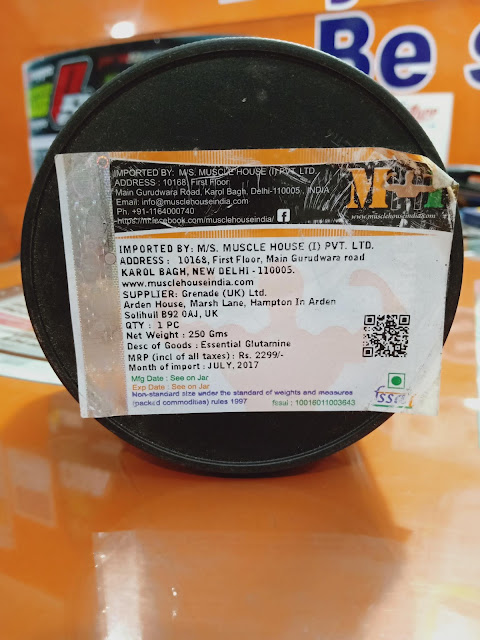 Be s
IMPORTED BY: M/S. MUSCLE HOUSE (I) PVT. LTD.
ADDRESS : 10168, First Floor
Main Gurudwara Road, Karol Bagh, Delhi-110005., INDIA
Email: info@musclehouseindia.com
Ph. +91-1164000740
https://m.facebook.com/musclehouseindia/
www.musclehouseindia.com
IMPORTED BY: M/S. MUSCLE HOUSE (I) PVT. LTD.
ADDRESS : 10168, First Floor, Main Gurudwara road
KAROL BAGH, NEW DELHI - 110005.
www.musclehouseindia.com
SUPPLIER: Grenade (UK) Ltd.
Arden House, Marsh Lane, Hampton In Arden
Solihull B92 0AJ, UK
QTY : 1 PC
Net Weight : 250 Gms
Desc of Goods : Essential Glutamine
MRP (incl of all taxes) : Rs. 2299/-
Month of import : JULY, 2017
Mfg Date : See on Jar
Exp Date : See on Jar
Non-standard size under the standard of weights and measures
(packed commodities) rules 1997
fssai : 10016011003643
fssai